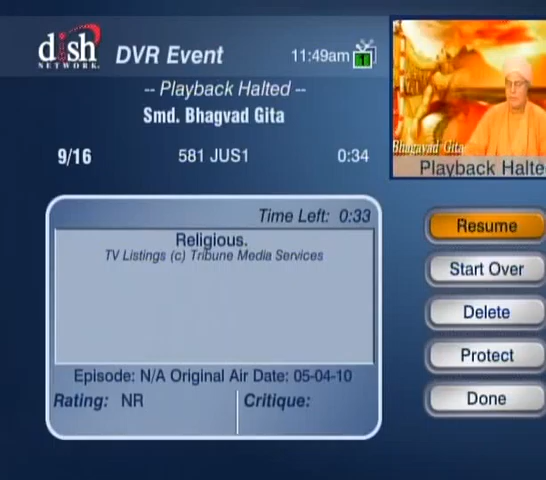 dish
NETWORK.
DVR Event
11:49am
1
-- Playback Halted --
Smd. Bhagvad Gita
9/16 581 JUS1 0:34
Bhagavad Gita
Playback Halte
Time Left: 0:33
Religious.
TV Listings (c) Tribune Media Services
Episode: N/A Original Air Date: 05-04-10
Rating: NR Critique:
Resume
Start Over
Delete
Protect
Done